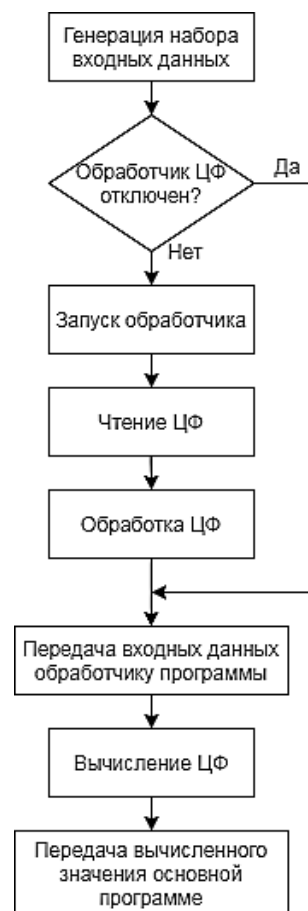 Генерация набора
входных данных
Обработчик ЦФ
отключен?
Да
Нет
Запуск обработчика
Чтение ЦФ
Обработка ЦФ
Передача входных данных
обработчику программы
Вычисление ЦФ
Передача вычисленного
значения основной
программе